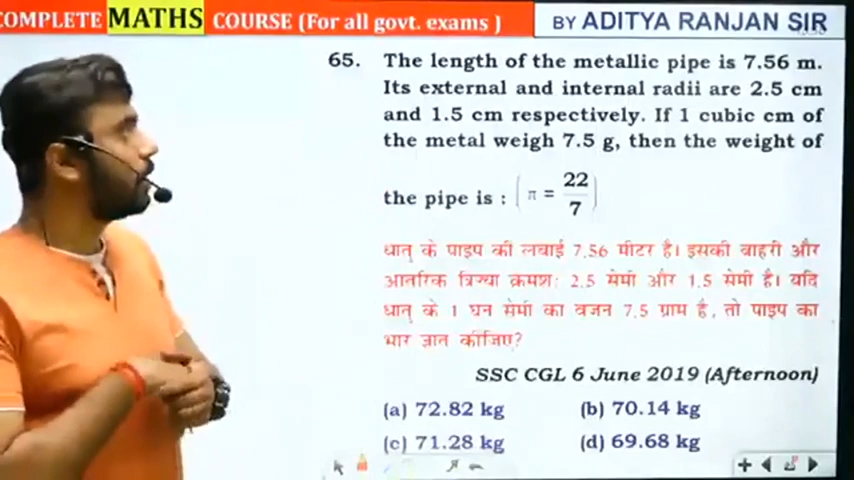 COMPLETE MATHS COURSE (For all govt. exams ) BY ADITYA RANJAN SIR
65. The length of the metallic pipe is 7.56 m.
Its external and internal radii are 2.5 cm
and 1.5 cm respectively. If 1 cubic cm of
the metal weigh 7.5 g, then the weight of
the pipe is : ( π = 22/7 )
धातु के पाइप की लंबाई 7.56 मीटर है। इसकी बाहरी और
आंतरिक त्रिज्या क्रमशः 2.5 सेमी और 1.5 सेमी है। यदि
धातु के 1 घन सेमी का वजन 7.5 ग्राम है, तो पाइप का
भार ज्ञात कीजिए?
SSC CGL 6 June 2019 (Afternoon)
(a) 72.82 kg (b) 70.14 kg
(c) 71.28 kg (d) 69.68 kg